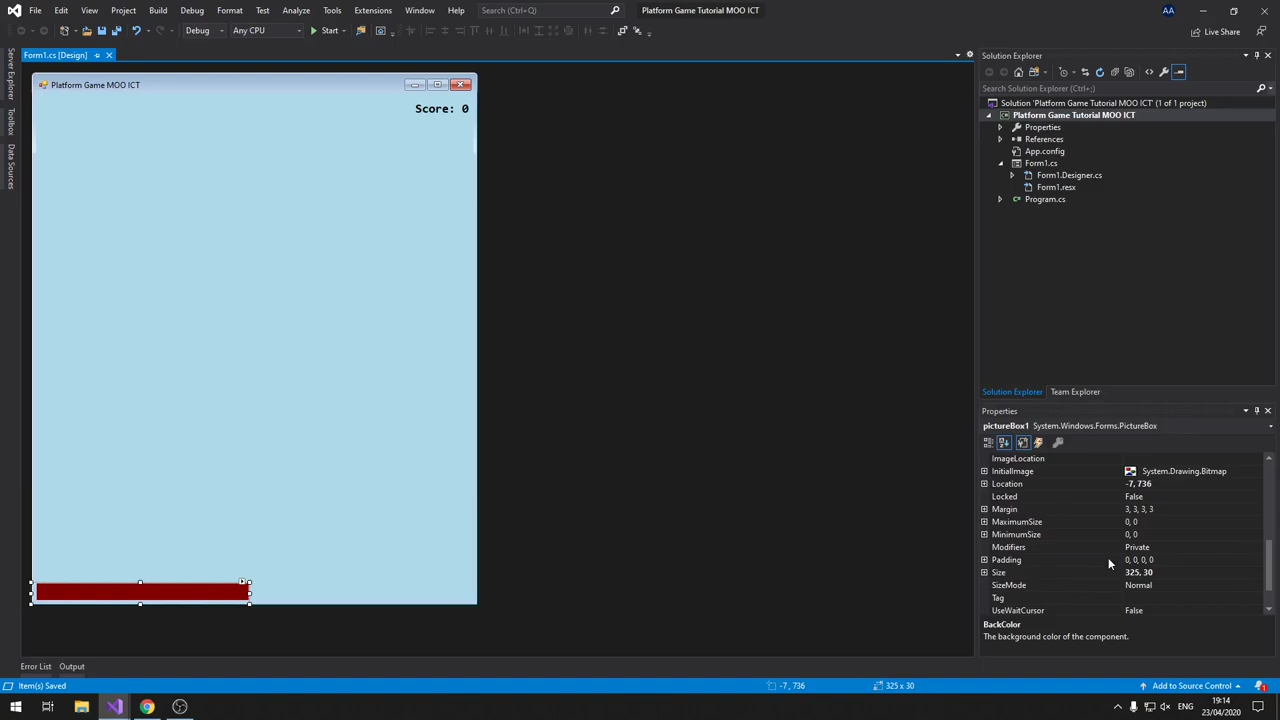 File Edit View Project Build Debug Format Test Analyze Tools Extensions Window Help Search (Ctrl+Q) Platform Game Tutorial MOO ICT AA
Debug Any CPU Start Live Share
Form1.cs [Design]
Server Explorer
Toolbox
Data Sources
Platform Game MOO ICT
Score: 0
Solution Explorer
Search Solution Explorer (Ctrl+;)
Solution 'Platform Game Tutorial MOO ICT' (1 of 1 project)
Platform Game Tutorial MOO ICT
Properties
References
App.config
Form1.cs
Form1.Designer.cs
Form1.resx
Program.cs
Solution Explorer Team Explorer
Properties
pictureBox1 System.Windows.Forms.PictureBox
ImageLocation
InitialImage System.Drawing.Bitmap
Location -7, 736
Locked False
Margin 3, 3, 3, 3
MaximumSize 0, 0
MinimumSize 0, 0
Modifiers Private
Padding 0, 0, 0, 0
Size 325, 30
SizeMode Normal
Tag
UseWaitCursor False
BackColor
The background color of the component.
Error List Output
Item(s) Saved -7, 736 325 x 30 Add to Source Control 1
ENG 19:14
23/04/2020